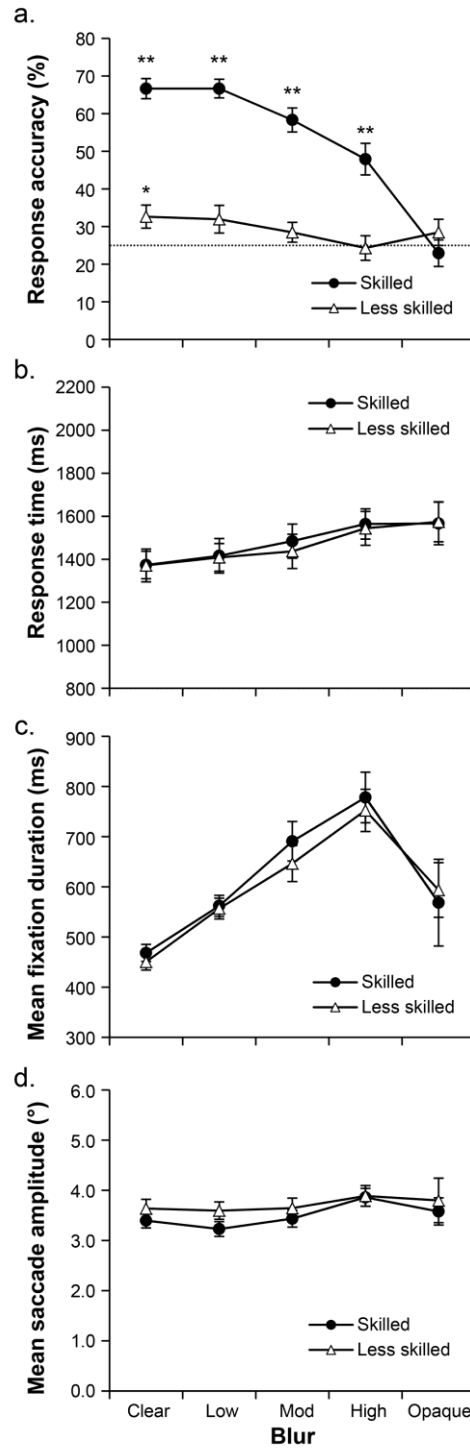 a.
Response accuracy (%)
80
70
60
50
40
30
20
10
0
** ** ** **
*
Skilled
Less skilled
b.
Response time (ms)
2200
2000
1800
1600
1400
1200
1000
800
Skilled
Less skilled
c.
Mean fixation duration (ms)
900
800
700
600
500
400
300
Skilled
Less skilled
d.
Mean saccade amplitude (°)
6.0
5.0
4.0
3.0
2.0
1.0
0.0
Skilled
Less skilled
Clear Low Mod High Opaque
Blur